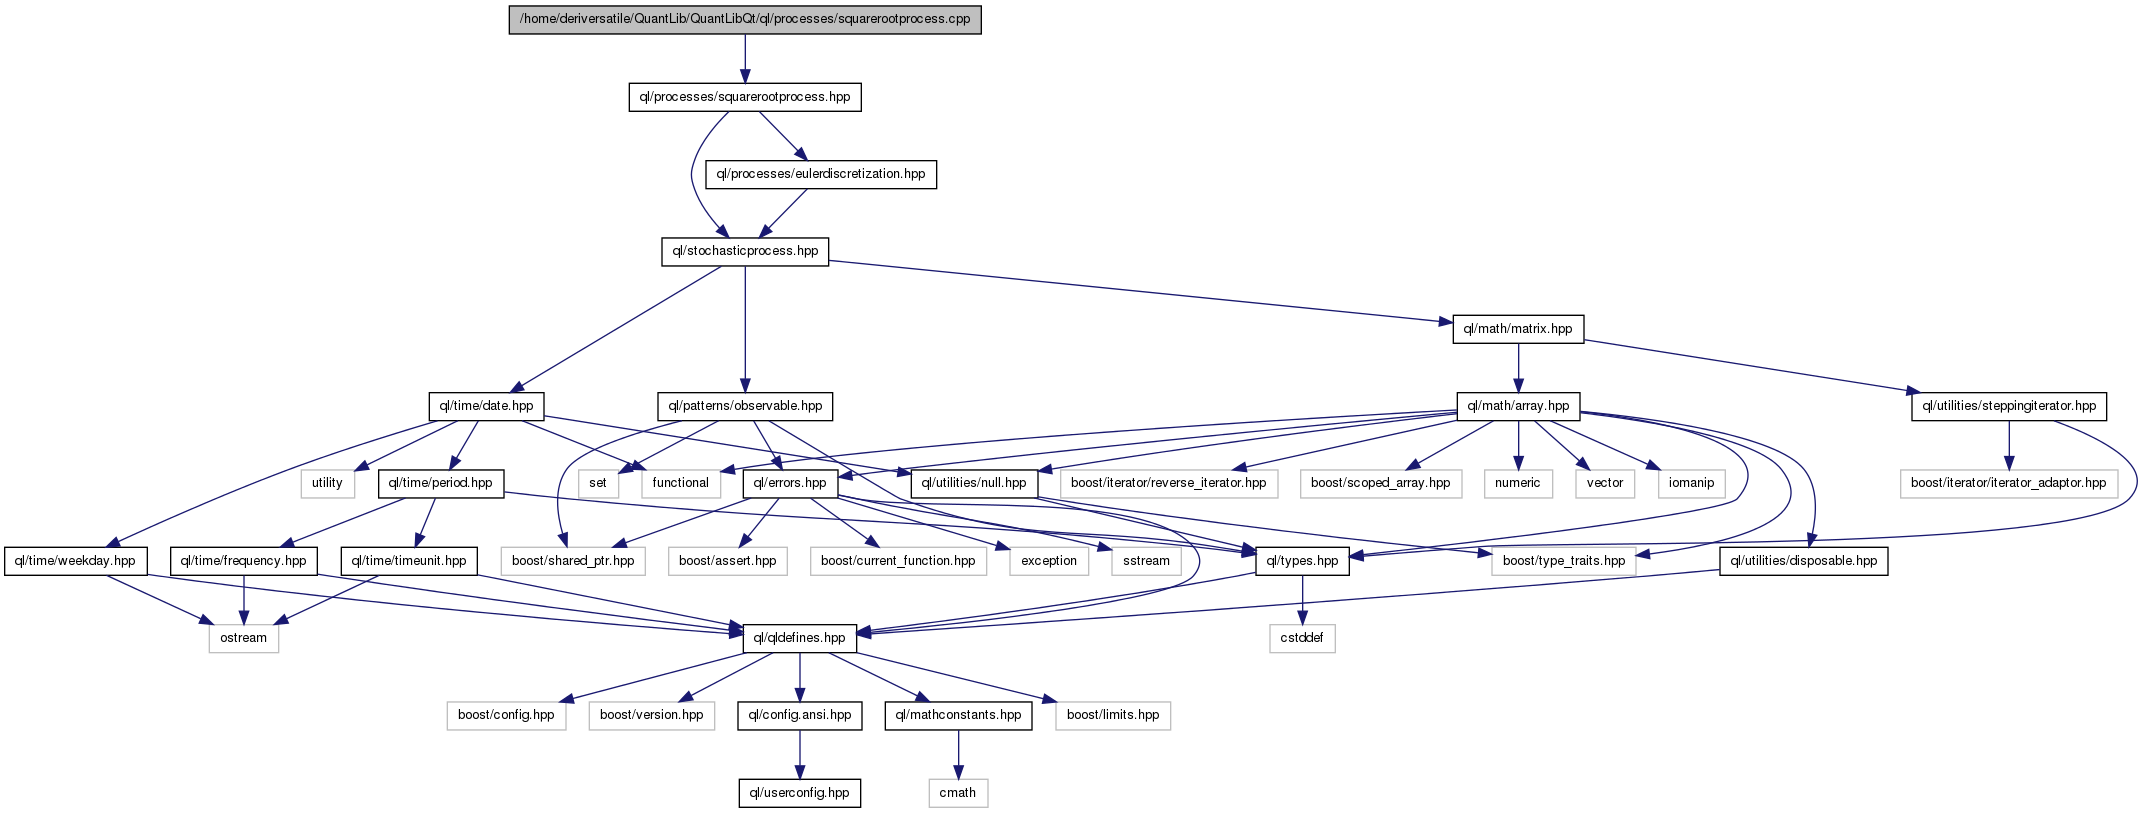 /home/deriversatile/QuantLib/QuantLibQt/ql/processes/squarerootprocess.cpp
ql/processes/squarerootprocess.hpp
ql/processes/eulerdiscretization.hpp
ql/stochasticprocess.hpp
ql/math/matrix.hpp
ql/time/date.hpp
ql/patterns/observable.hpp
ql/math/array.hpp
ql/utilities/steppingiterator.hpp
utility
ql/time/period.hpp
set
functional
ql/errors.hpp
ql/utilities/null.hpp
boost/iterator/reverse_iterator.hpp
boost/scoped_array.hpp
numeric
vector
iomanip
boost/iterator/iterator_adaptor.hpp
ql/time/weekday.hpp
ql/time/frequency.hpp
ql/time/timeunit.hpp
boost/shared_ptr.hpp
boost/assert.hpp
boost/current_function.hpp
exception
sstream
ql/types.hpp
boost/type_traits.hpp
ql/utilities/disposable.hpp
ostream
ql/qldefines.hpp
cstddef
boost/config.hpp
boost/version.hpp
ql/config.ansi.hpp
ql/mathconstants.hpp
boost/limits.hpp
ql/userconfig.hpp
cmath